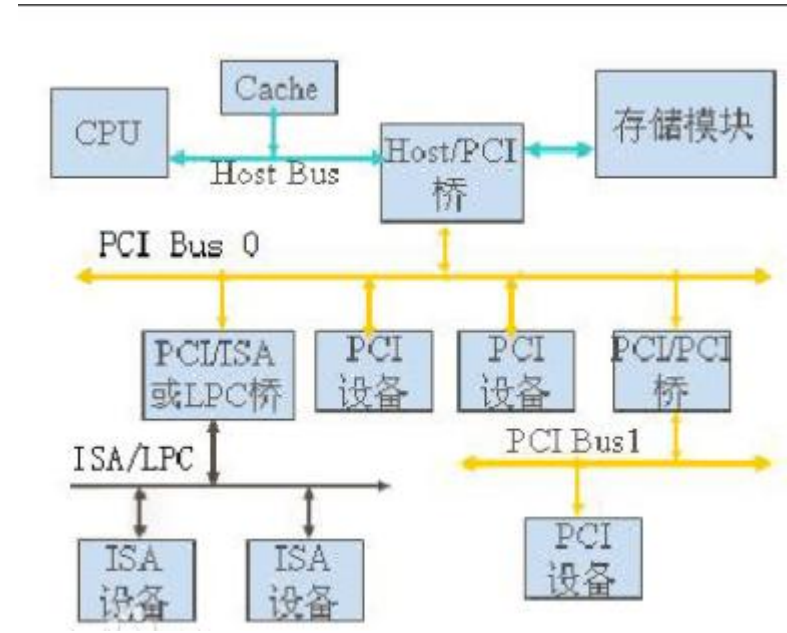 Cache
CPU
Host/PCI
桥
存储模块
Host Bus
PCI Bus 0
PCI/ISA
或LPC桥
PCI
设备
PCI
设备
PCI/PCI
桥
ISA/LPC
PCI Bus1
ISA
设备
ISA
设备
PCI
设备